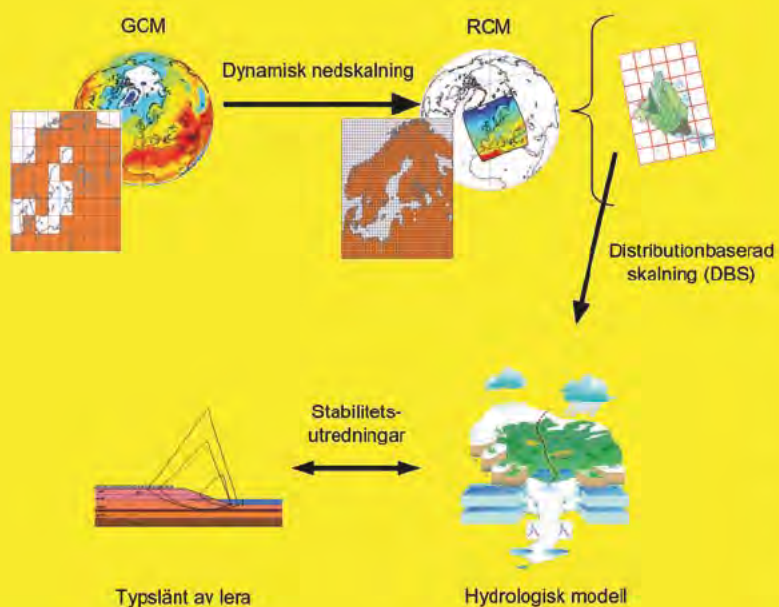 GCM
RCM
Dynamisk nedskalning
Distributionbaserad
skalning (DBS)
Stabilitets-
utredningar
Typslänt av lera
Hydrologisk modell